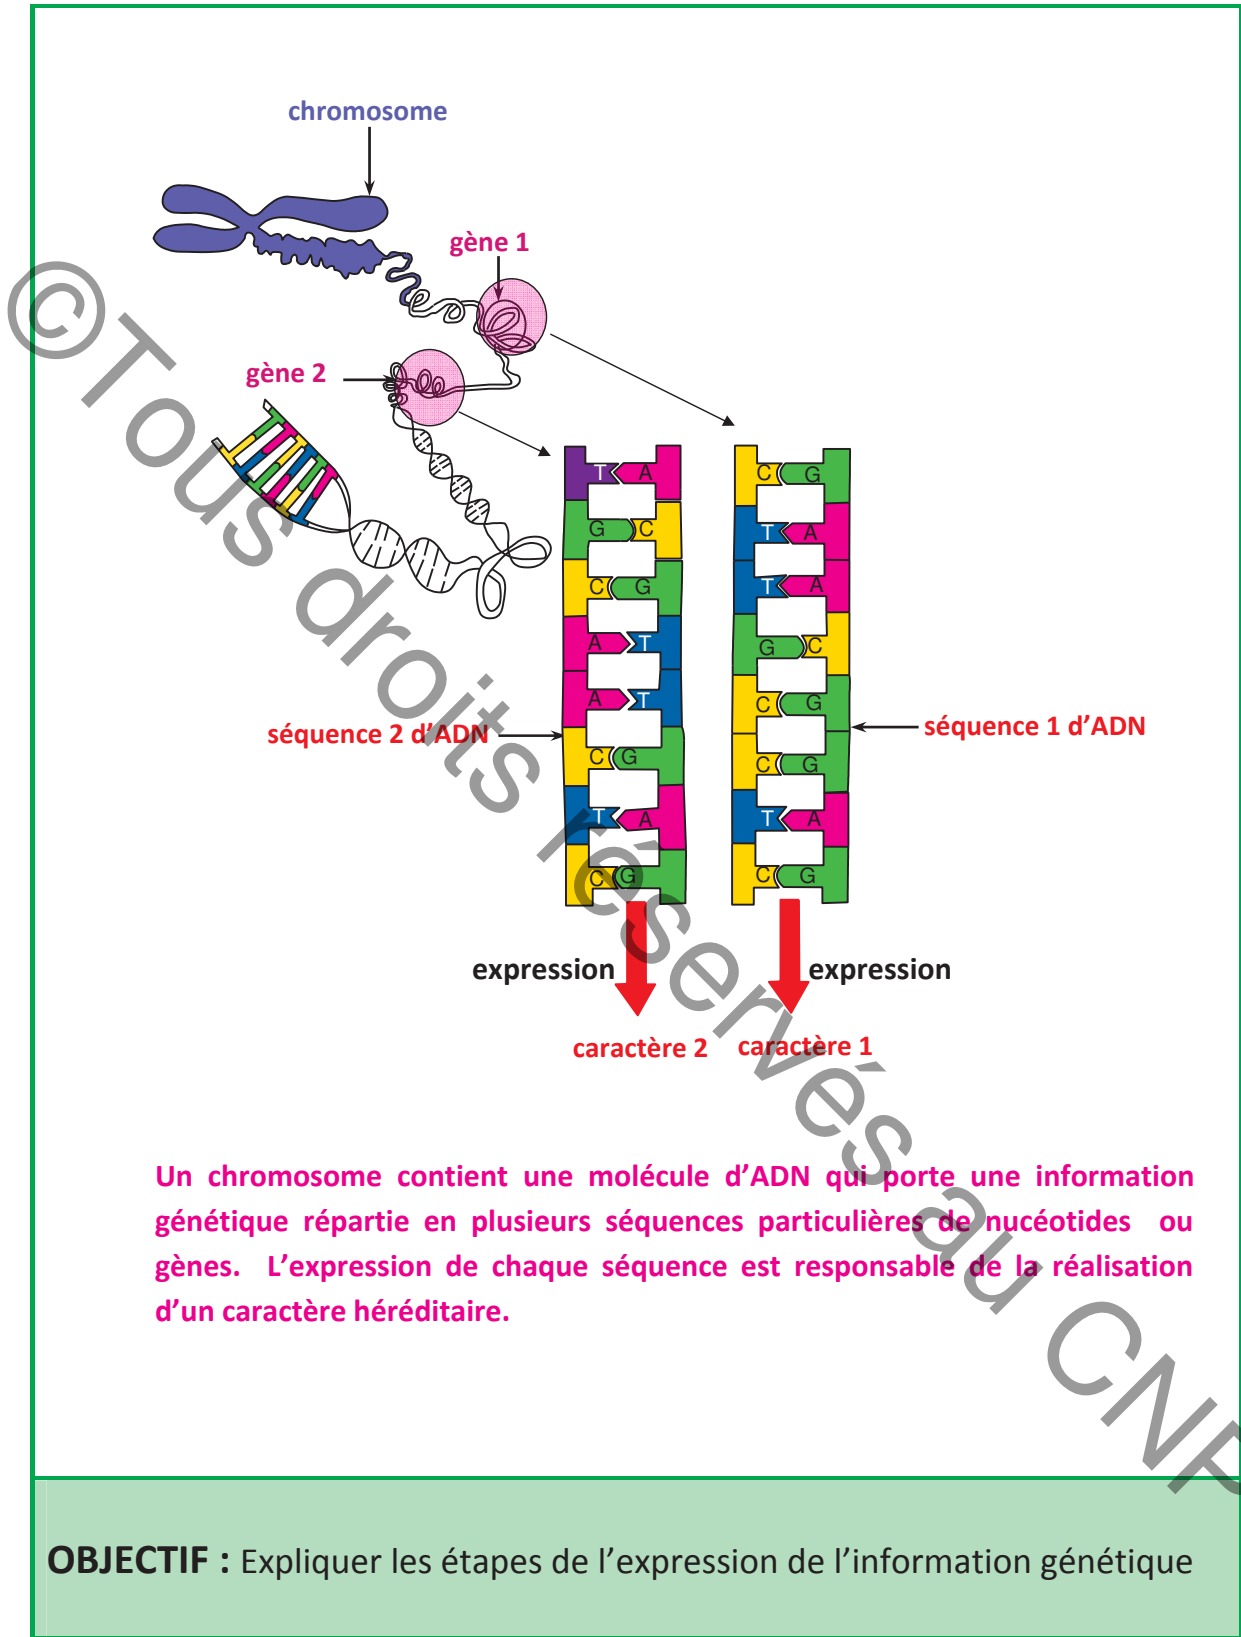 chromosome
gène 1
gène 2
T A
G C
C G
A T
A T
C G
T A
C G
C G
T A
T A
G C
C G
C G
T A
C G
séquence 2 d’ADN
séquence 1 d’ADN
expression
expression
caractère 2
caractère 1
Un chromosome contient une molécule d’ADN qui porte une information
génétique répartie en plusieurs séquences particulières de nucéotides ou
gènes. L’expression de chaque séquence est responsable de la réalisation
d’un caractère héréditaire.
OBJECTIF : Expliquer les étapes de l’expression de l’information génétique
©Tous droits réservés au CNP